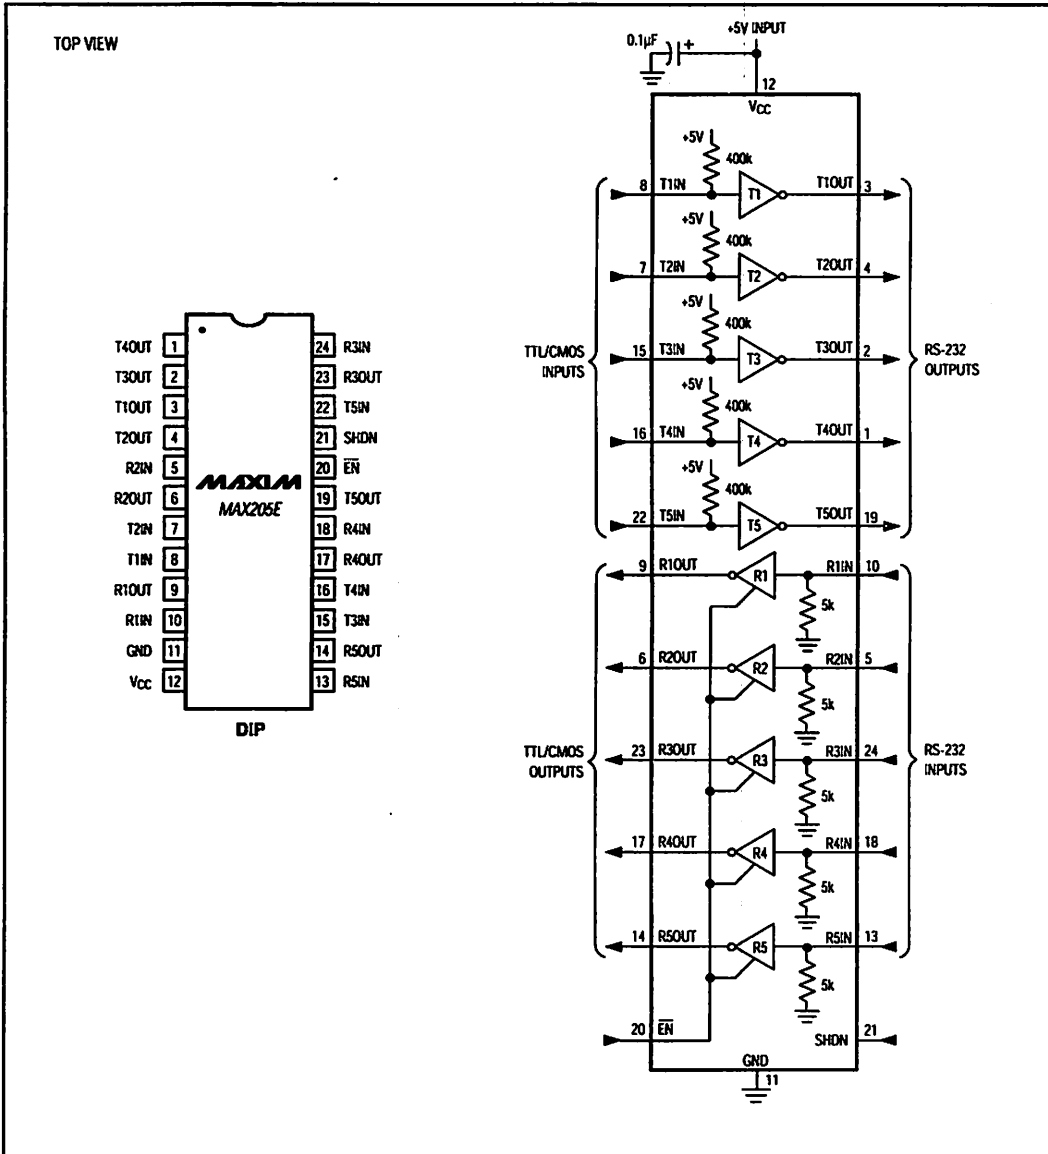 TOP VIEW
T4OUT 1
T3OUT 2
T1OUT 3
T2OUT 4
R2IN 5
R2OUT 6
T2IN 7
T1IN 8
R1OUT 9
R1IN 10
GND 11
VCC 12
MAXIM
MAX205E
24 R3IN
23 R3OUT
22 T5IN
21 SHDN
20 EN
19 T5OUT
18 R4IN
17 R4OUT
16 T4IN
15 T3IN
14 R5OUT
13 R5IN
DIP
+5V INPUT
0.1µF +
12
VCC
+5V
400k
8 T1IN T1 T1OUT 3
+5V
400k
7 T2IN T2 T2OUT 4
+5V
400k
15 T3IN T3 T3OUT 2
+5V
400k
16 T4IN T4 T4OUT 1
+5V
400k
22 T5IN T5 T5OUT 19
TTL/CMOS
INPUTS
RS-232
OUTPUTS
9 R1OUT R1 R1IN 10
5k
6 R2OUT R2 R2IN 5
5k
23 R3OUT R3 R3IN 24
5k
17 R4OUT R4 R4IN 18
5k
14 R5OUT R5 R5IN 13
5k
TTL/CMOS
OUTPUTS
RS-232
INPUTS
20 EN
SHDN 21
GND
11